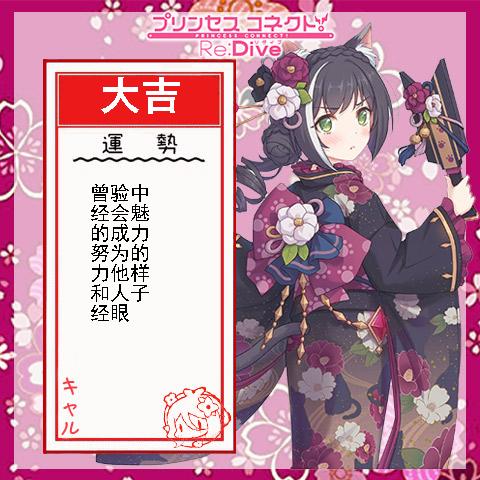 プリンセスコネクト!
PRINCESS CONNECT!
Re:Dive
大吉
運勢
曾经的努力和经
验会成为他人眼
中魅力的样子
キャル